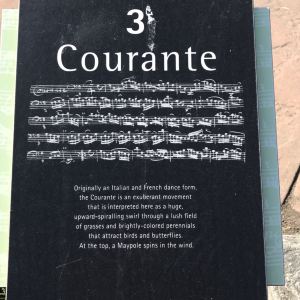 3
Courante
Originally an Italian and French dance form,
the Courante is an exuberant movement
that is interpreted here as a huge,
upward-spiralling swirl through a lush field
of grasses and brightly-colored perennials
that attract birds and butterflies.
At the top, a Maypole spins in the wind.